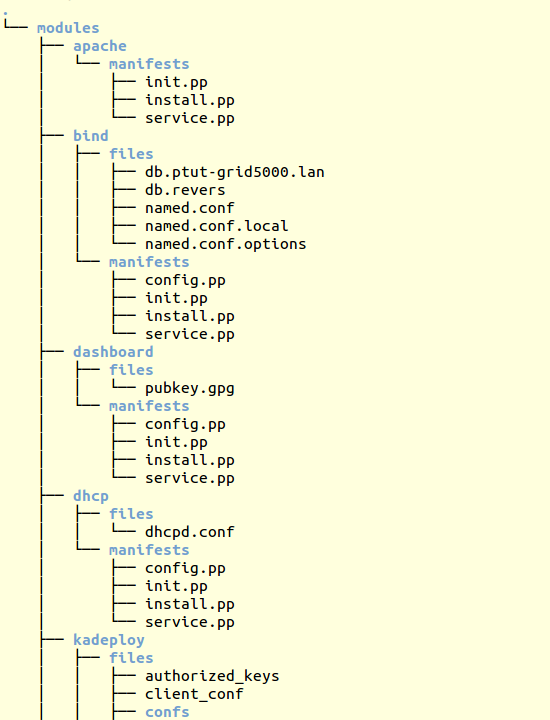 .
└── modules
    ├── apache
    │   └── manifests
    │       ├── init.pp
    │       ├── install.pp
    │       └── service.pp
    ├── bind
    │   ├── files
    │   │   ├── db.ptut-grid5000.lan
    │   │   ├── db.revers
    │   │   ├── named.conf
    │   │   ├── named.conf.local
    │   │   └── named.conf.options
    │   └── manifests
    │       ├── config.pp
    │       ├── init.pp
    │       ├── install.pp
    │       └── service.pp
    ├── dashboard
    │   ├── files
    │   │   └── pubkey.gpg
    │   └── manifests
    │       ├── config.pp
    │       ├── init.pp
    │       ├── install.pp
    │       └── service.pp
    ├── dhcp
    │   ├── files
    │   │   └── dhcpd.conf
    │   └── manifests
    │       ├── config.pp
    │       ├── init.pp
    │       ├── install.pp
    │       └── service.pp
    ├── kadeploy
    │   ├── files
    │   │   ├── authorized_keys
    │   │   ├── client_conf
    │   │   ├── confs